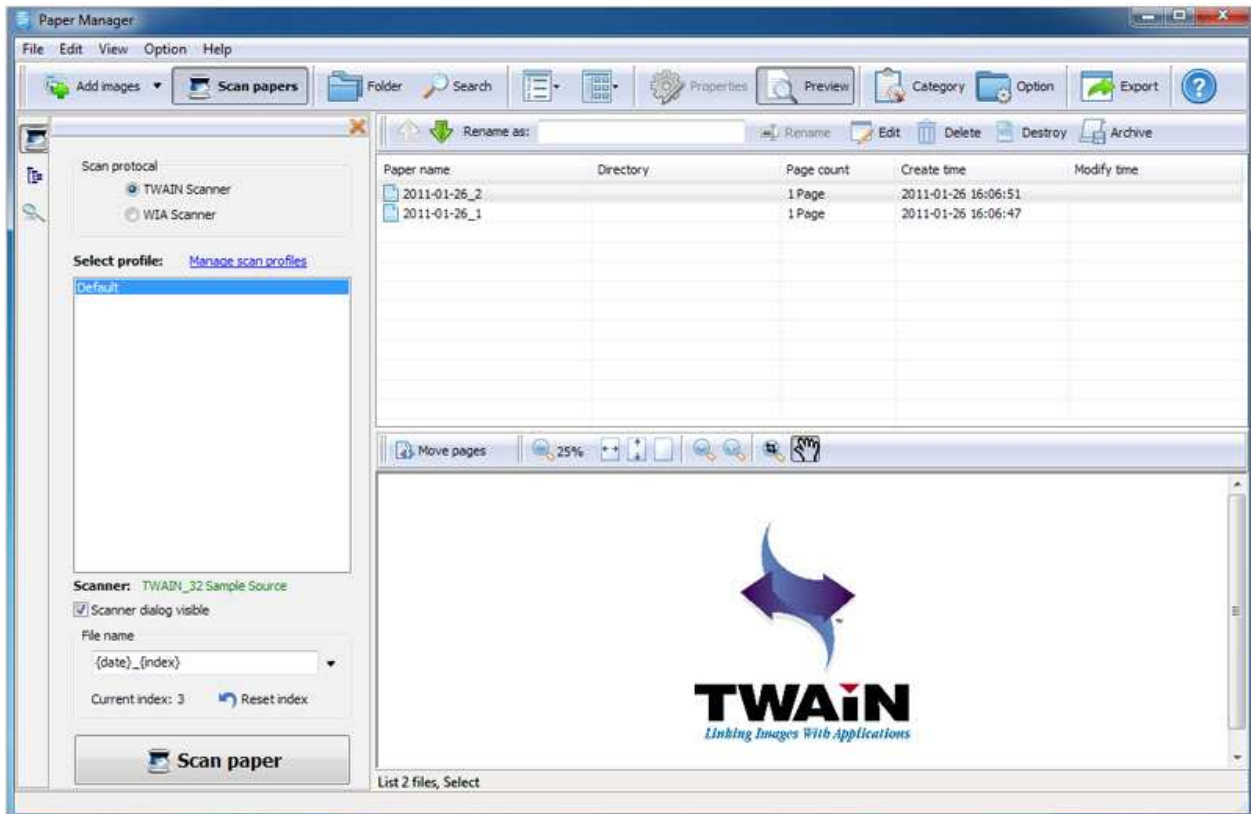 Paper Manager
File Edit View Option Help
Add images Scan papers Folder Search Properties Preview Category Option Export ?
Rename as: Rename Edit Delete Destroy Archive
Scan protocal
TWAIN Scanner
WIA Scanner
Select profile: Manage scan profiles
Default
Scanner: TWAIN_32 Sample Source
Scanner dialog visible
File name
{date}_{index}
Current index: 3 Reset index
Scan paper
Paper name Directory Page count Create time Modify time
2011-01-26_2 1 Page 2011-01-26 16:06:51
2011-01-26_1 1 Page 2011-01-26 16:06:47
Move pages 25%
TWAIN
Linking Images With Applications
List 2 files, Select